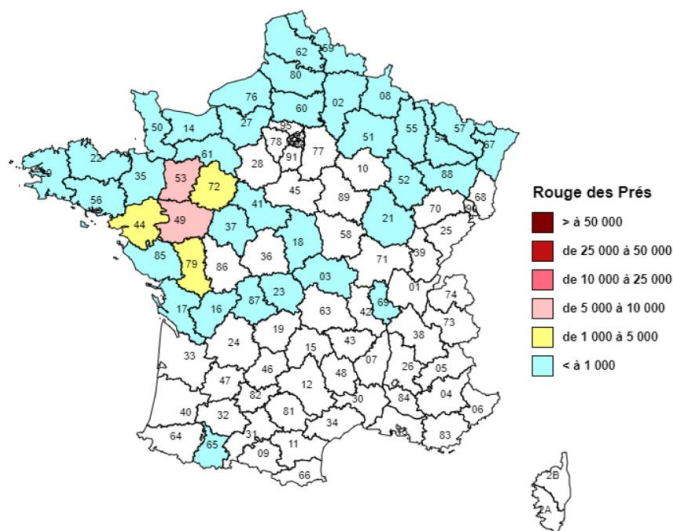 62 59
80
76 02 08
60
50 14 27 95 51 55 57 54 67
78 77
61 91 88
22 35 53 28 10 52 68
29 72 45 89
56 41 70 90
44 49 37 21 25
18 58
85 79 36 71 39
86 03 01
17 16 87 23 42 69 74
63 73
24 19 38
33 15 43
46 48 07 26 05
47 12
82 30 84 04
40 32 81 34 06
64 31 83
65 11
09
66
2B
2A
Rouge des Prés
> à 50 000
de 25 000 à 50 000
de 10 000 à 25 000
de 5 000 à 10 000
de 1 000 à 5 000
< à 1 000